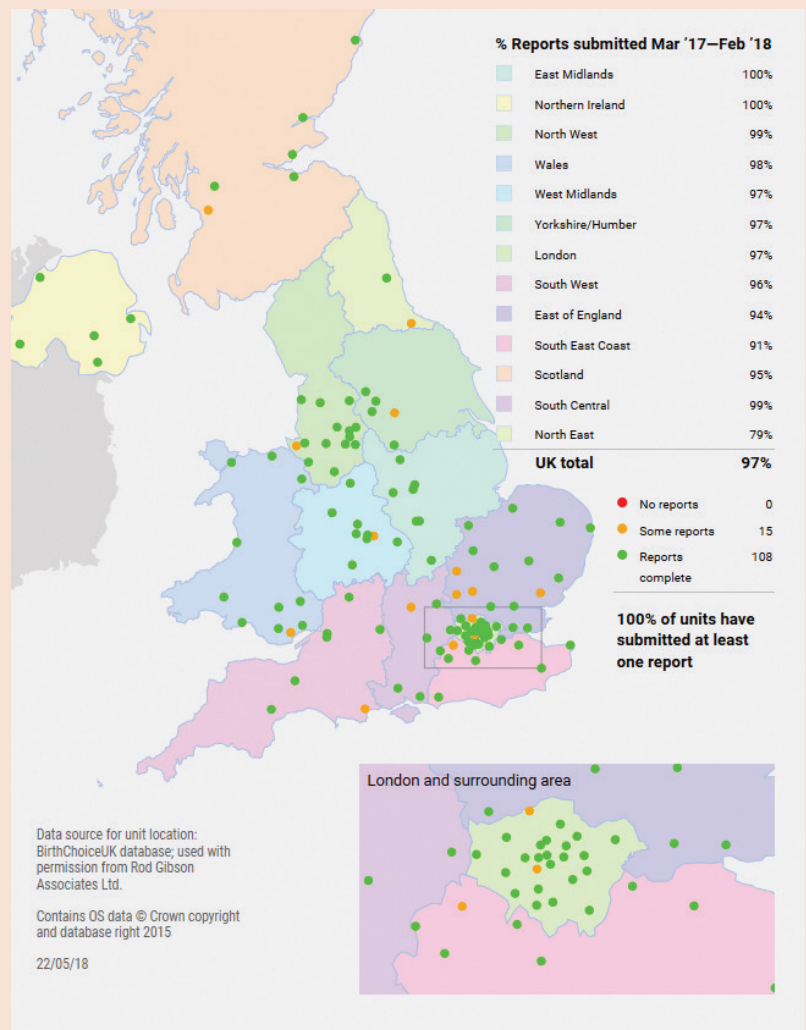 % Reports submitted Mar ’17—Feb ’18
East Midlands 100%
Northern Ireland 100%
North West 99%
Wales 98%
West Midlands 97%
Yorkshire/Humber 97%
London 97%
South West 96%
East of England 94%
South East Coast 91%
Scotland 95%
South Central 99%
North East 79%
UK total 97%
No reports 0
Some reports 15
Reports 108
complete
100% of units have
submitted at least
one report
London and surrounding area
Data source for unit location:
BirthChoiceUK database; used with
permission from Rod Gibson
Associates Ltd.
Contains OS data © Crown copyright
and database right 2015
22/05/18